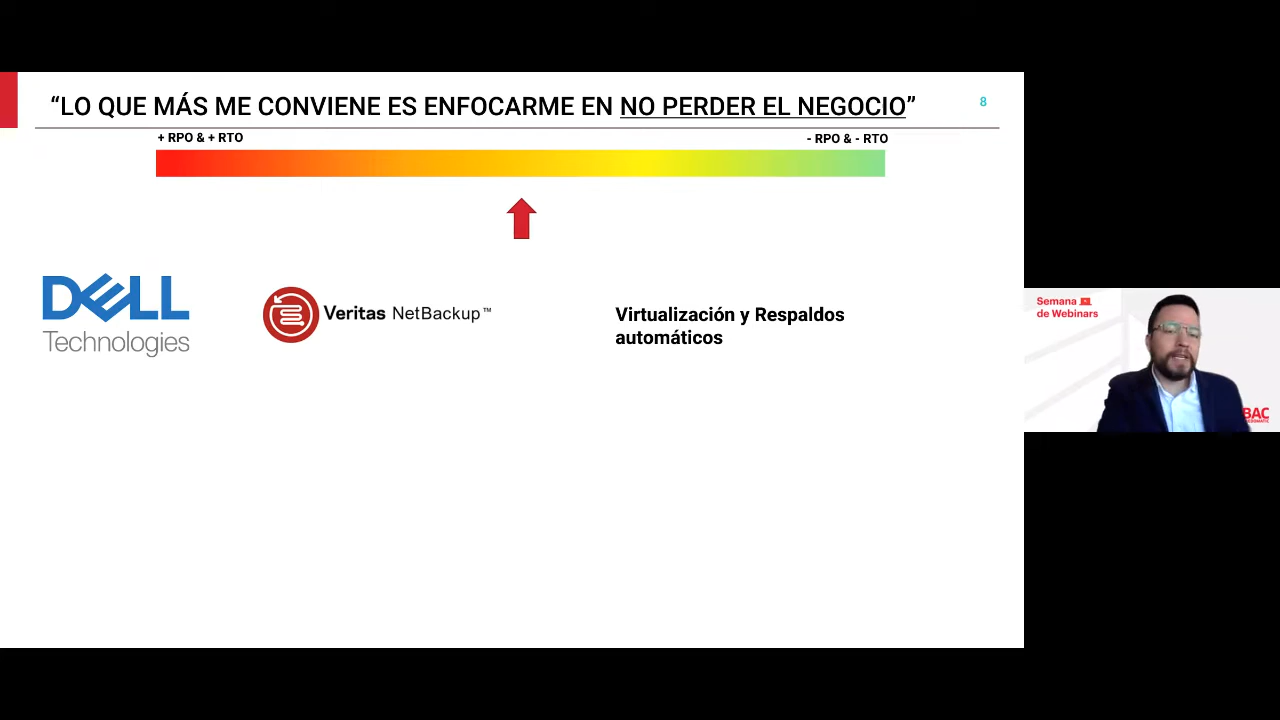 “LO QUE MÁS ME CONVIENE ES ENFOCARME EN NO PERDER EL NEGOCIO”
8
+ RPO & + RTO
- RPO & - RTO
DELL
Technologies
Veritas NetBackup™
Virtualización y Respaldos
automáticos
Semana
de Webinars
BAC